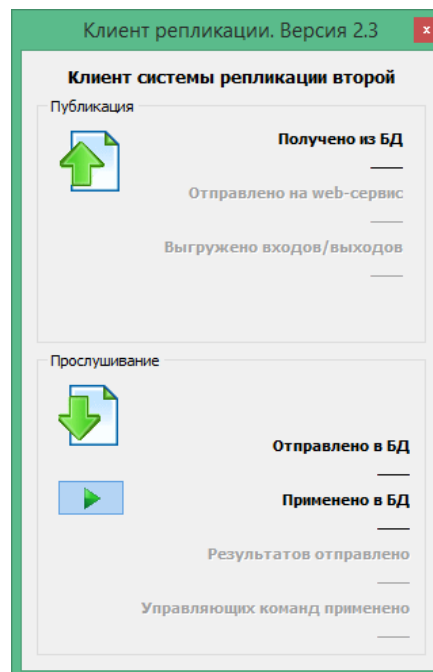 Клиент репликации. Версия 2.3
x
Клиент системы репликации второй
Публикация
Получено из БД
Отправлено на web-сервис
Выгружено входов/выходов
Прослушивание
Отправлено в БД
Применено в БД
Результатов отправлено
Управляющих команд применено